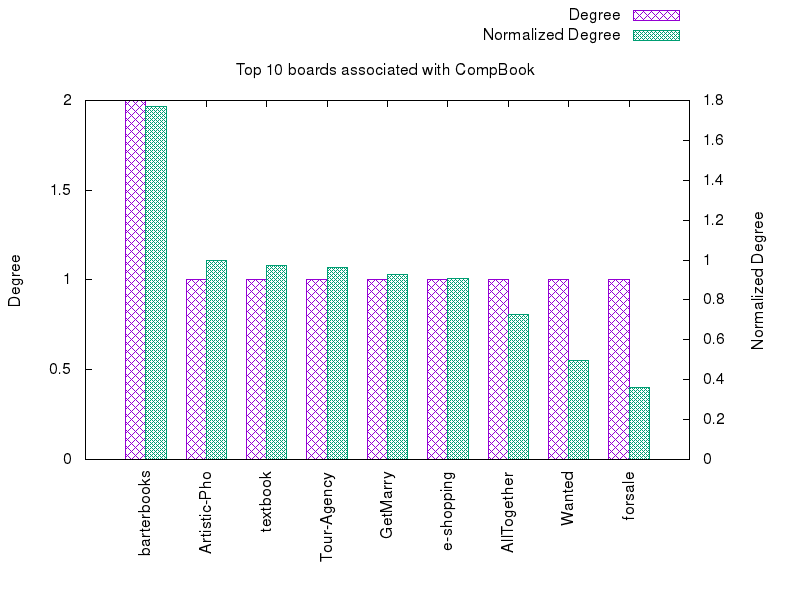 Degree
Normalized Degree
Top 10 boards associated with CompBook
2
1.5
1
0.5
0
1.8
1.6
1.4
1.2
1
0.8
0.6
0.4
0.2
0
Degree
Normalized Degree
barterbooks
Artistic-Pho
textbook
Tour-Agency
GetMarry
e-shopping
AllTogether
Wanted
forsale